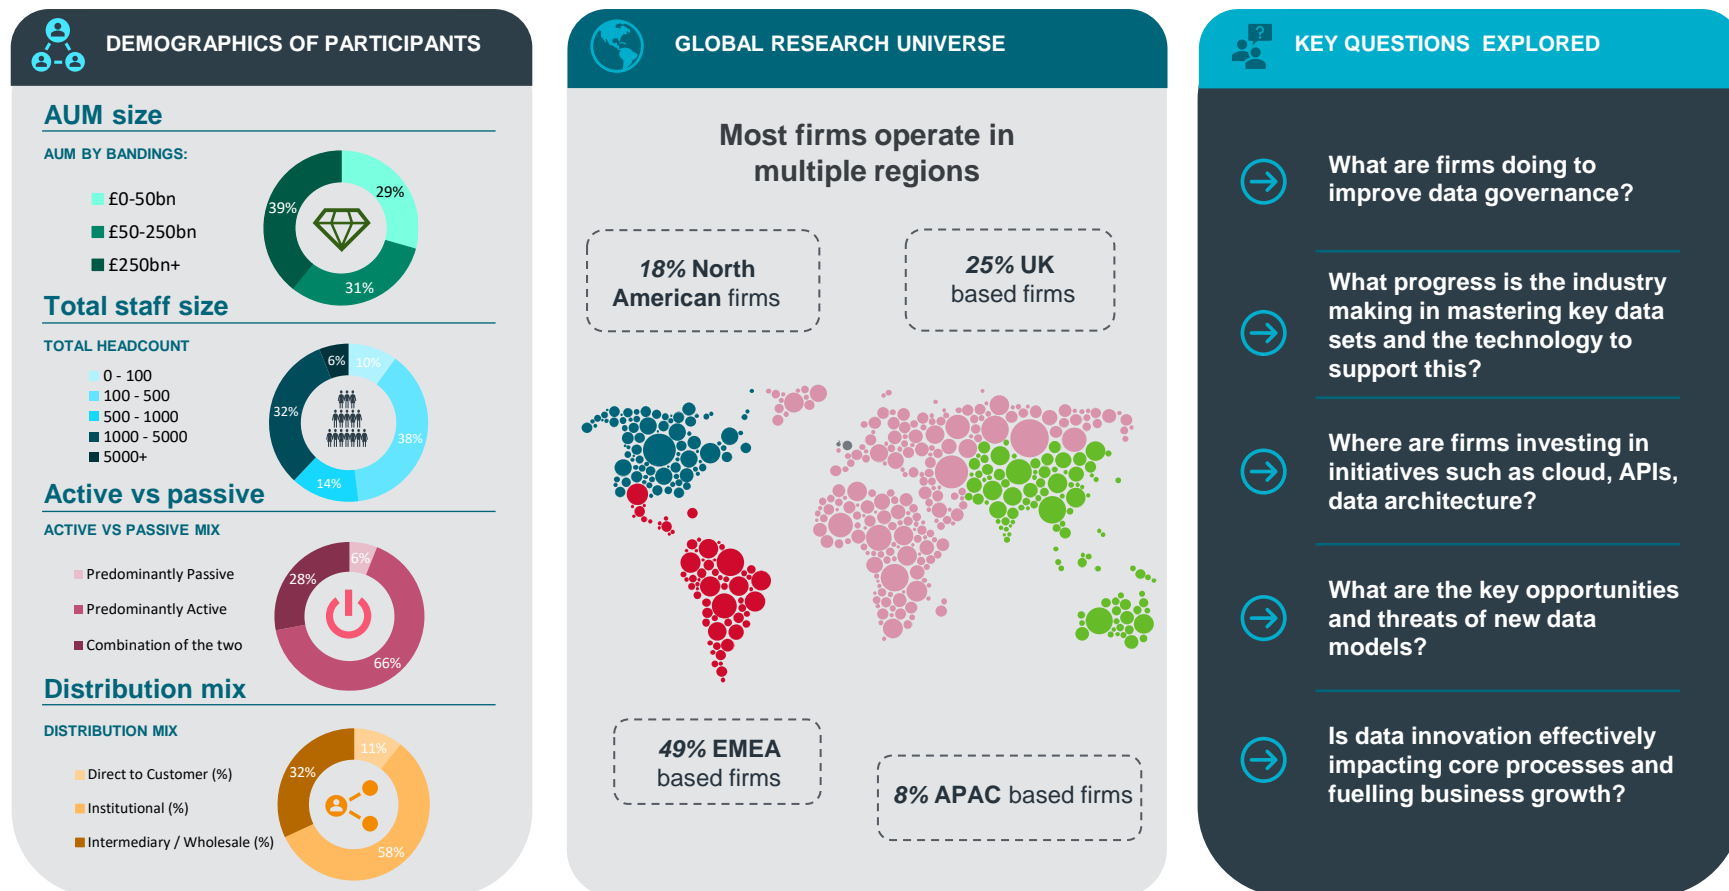 DEMOGRAPHICS OF PARTICIPANTS
AUM size
AUM BY BANDINGS:
£0-50bn
£50-250bn
£250bn+
29%
39%
31%
Total staff size
TOTAL HEADCOUNT
0 - 100
100 - 500
500 - 1000
1000 - 5000
5000+
6%
10%
32%
38%
14%
Active vs passive
ACTIVE VS PASSIVE MIX
Predominantly Passive
Predominantly Active
Combination of the two
6%
28%
66%
Distribution mix
DISTRIBUTION MIX
Direct to Customer (%)
Institutional (%)
Intermediary / Wholesale (%)
11%
32%
58%
GLOBAL RESEARCH UNIVERSE
Most firms operate in
multiple regions
18% North
American firms
25% UK
based firms
49% EMEA
based firms
8% APAC based firms
?
KEY QUESTIONS EXPLORED
What are firms doing to
improve data governance?
What progress is the industry
making in mastering key data
sets and the technology to
support this?
Where are firms investing in
initiatives such as cloud, APIs,
data architecture?
What are the key opportunities
and threats of new data
models?
Is data innovation effectively
impacting core processes and
fuelling business growth?